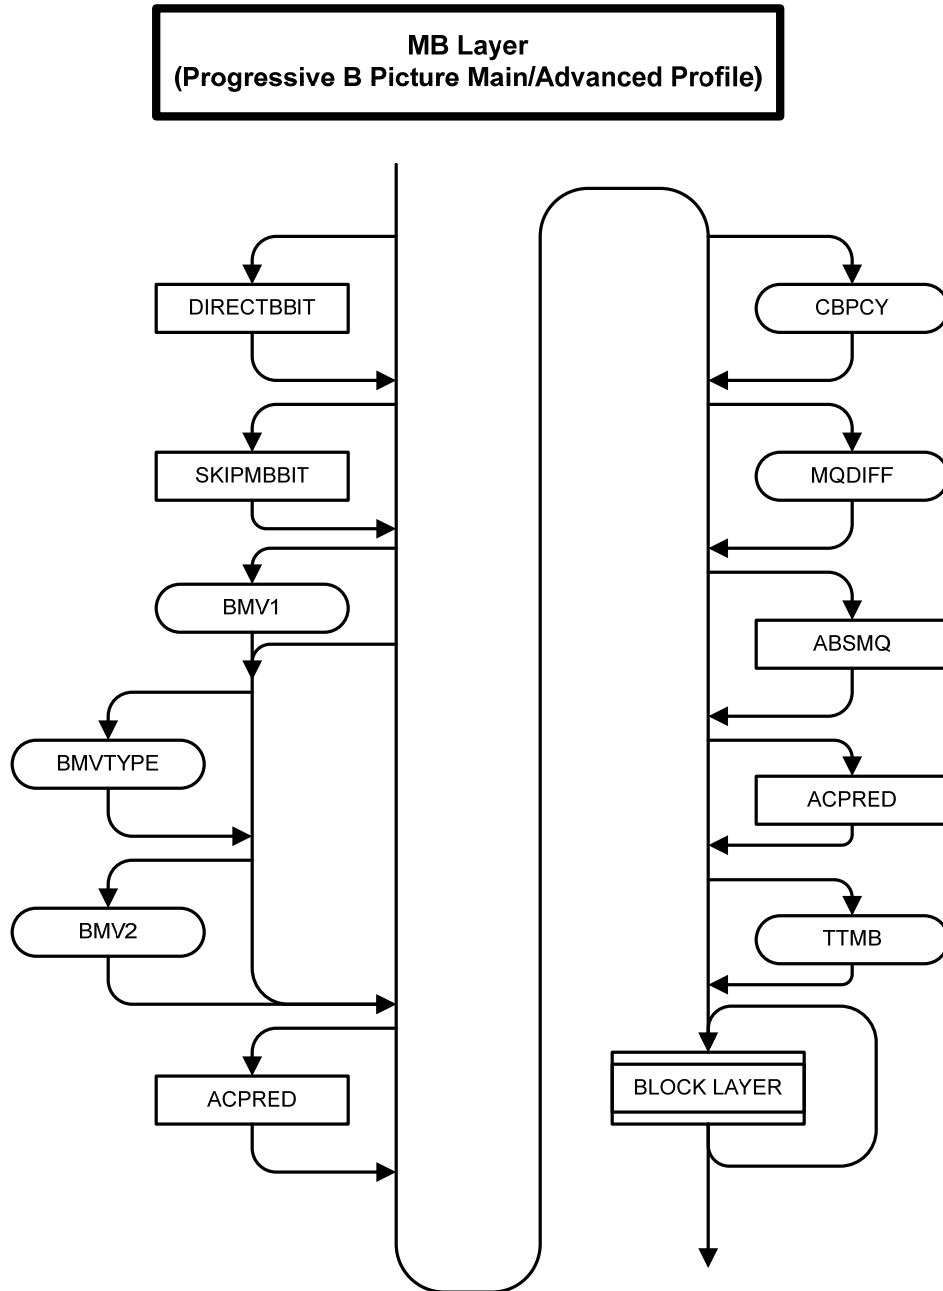 MB Layer
(Progressive B Picture Main/Advanced Profile)
DIRECTBBIT
SKIPMBBIT
BMV1
BMVTYPE
BMV2
ACPRED
CBPCY
MQDIFF
ABSMQ
ACPRED
TTMB
BLOCK LAYER